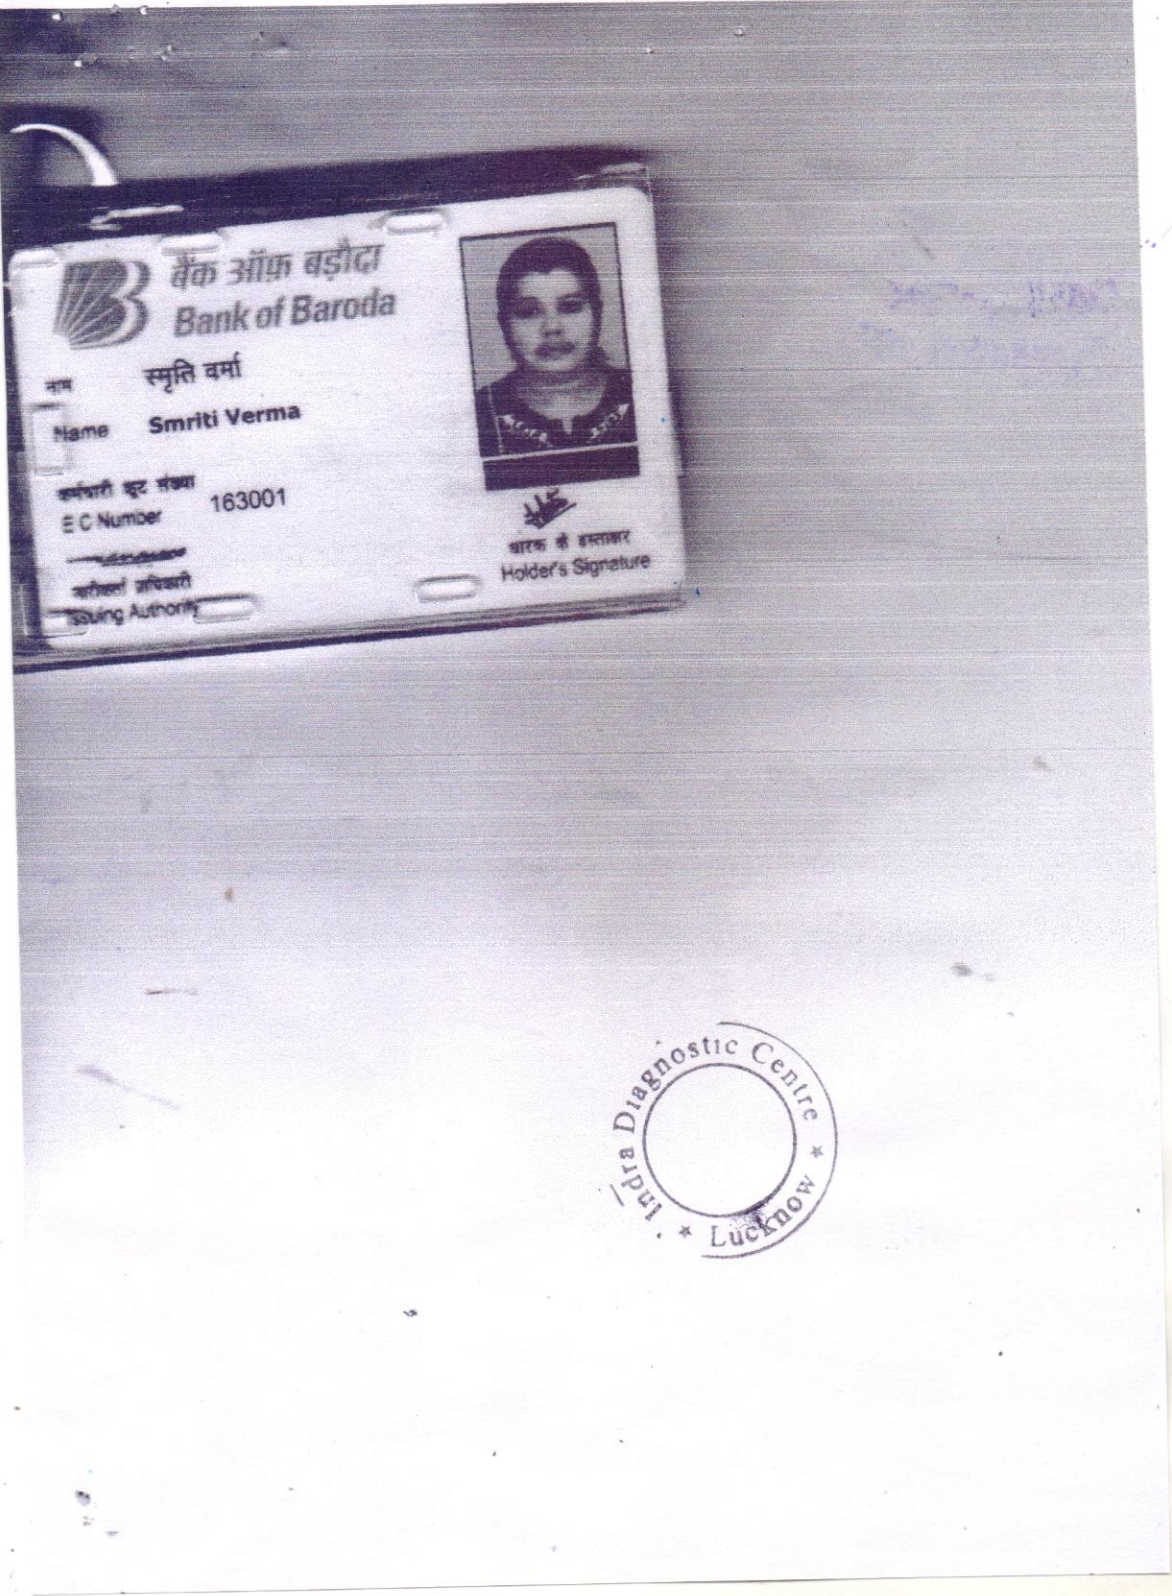 बैंक ऑफ़ बड़ौदा
Bank of Baroda
नाम स्मृति वर्मा
Name Smriti Verma
कर्मचारी कूट संख्या
E C Number 163001
जारीकर्ता प्राधिकारी
Issuing Authority
धारक के हस्ताक्षर
Holder's Signature
Indra Diagnostic Centre
★ Lucknow ★